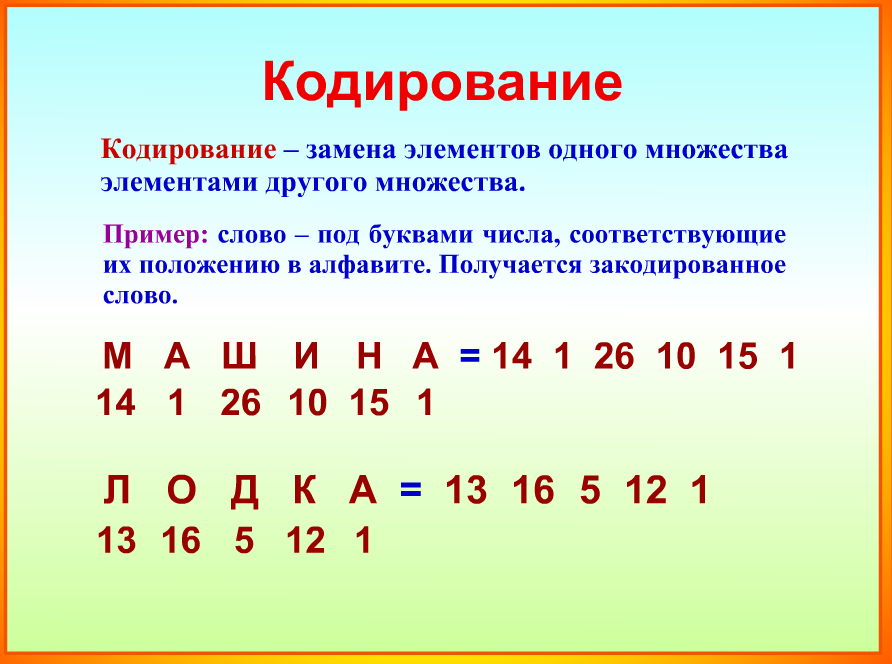 Кодирование
Кодирование – замена элементов одного множества
элементами другого множества.
Пример: слово – под буквами числа, соответствующие
их положению в алфавите. Получается закодированное
слово.
М А Ш И Н А = 14 1 26 10 15 1
14 1 26 10 15 1
Л О Д К А = 13 16 5 12 1
13 16 5 12 1